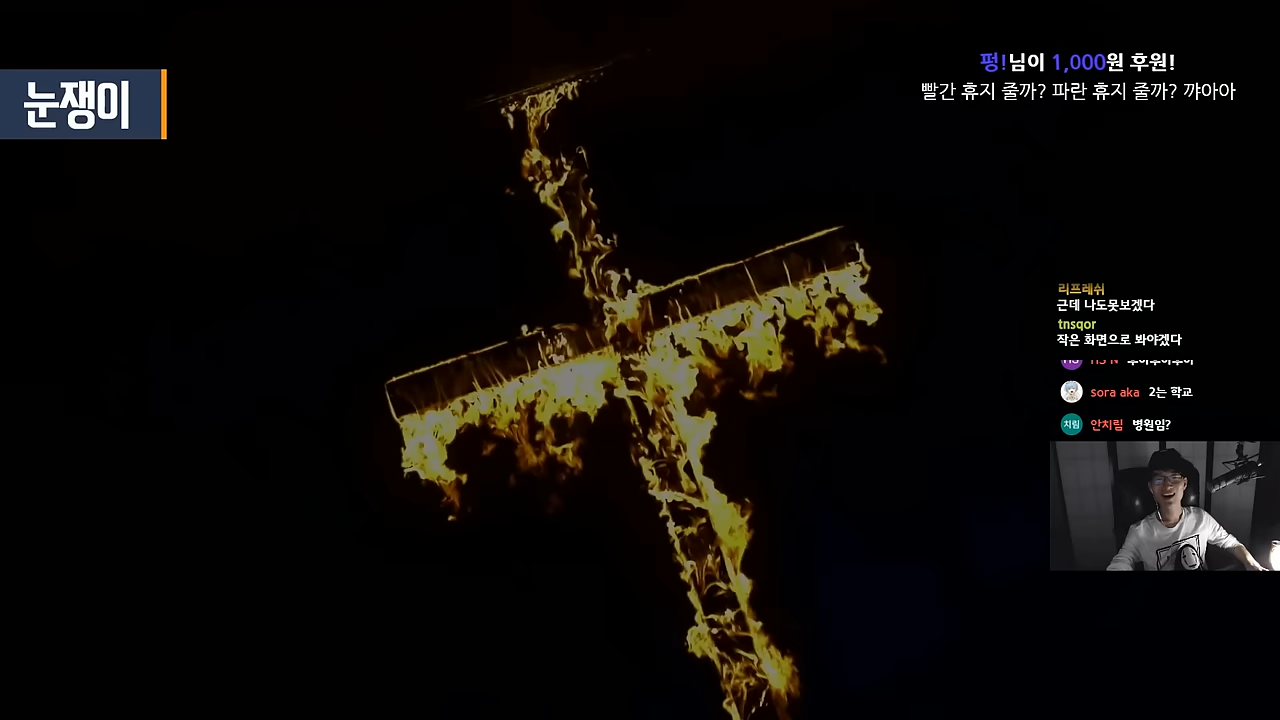 눈쟁이
펑!님이 1,000원 후원!
빨간 휴지 줄까? 파란 휴지 줄까? 꺄아아
리프레쉬
근데 나도못보겠다
tnsqor
작은 화면으로 봐야겠다
sora aka 2는 학교
치림 안치림 병원임?